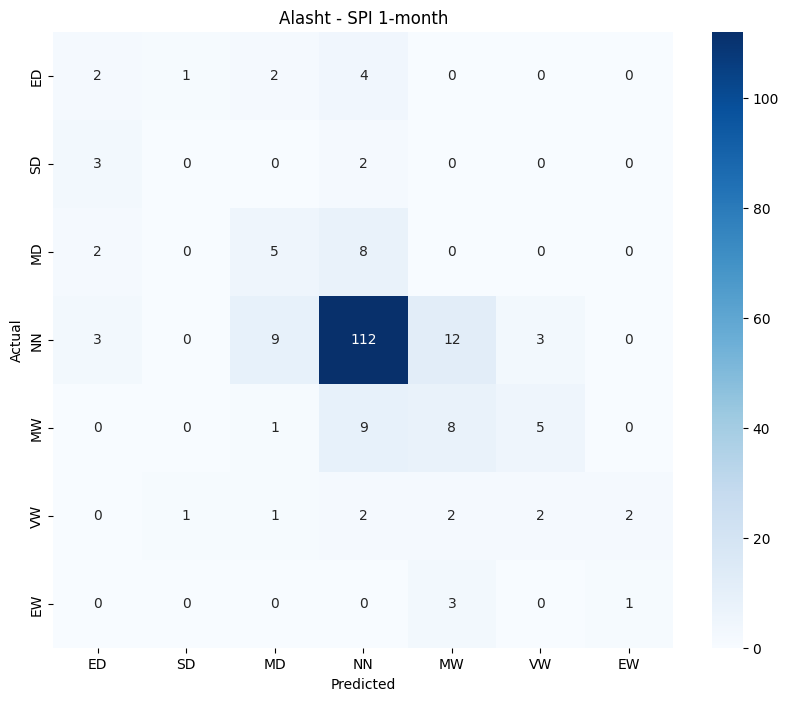 Alasht - SPI 1-month
ED 2 1 2 4 0 0 0
SD 3 0 0 2 0 0 0
MD 2 0 5 8 0 0 0
NN 3 0 9 112 12 3 0
MW 0 0 1 9 8 5 0
VW 0 1 1 2 2 2 2
EW 0 0 0 0 3 0 1
ED SD MD NN MW VW EW
Predicted
Actual
100
80
60
40
20
0